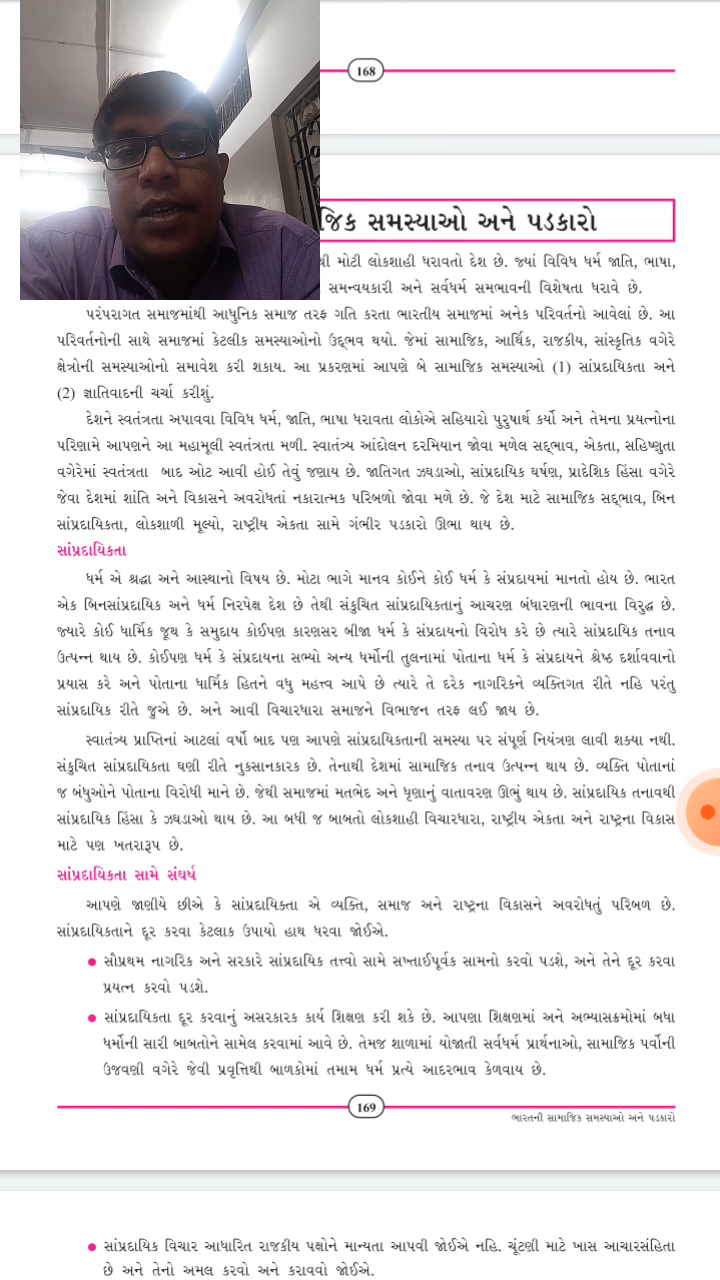 168
જિક સમસ્યાઓ અને પડકારો
થી મોટી લોકશાહી ધરાવતો દેશ છે. જ્યાં વિવિધ ધર્મ જાતિ, ભાષા,
સમન્વયકારી અને સર્વધર્મ સમભાવની વિશેષતા ધરાવે છે.
પરંપરાગત સમાજમાંથી આધુનિક સમાજ તરફ ગતિ કરતા ભારતીય સમાજમાં અનેક પરિવર્તનો આવેલાં છે. આ
પરિવર્તનોની સાથે સમાજમાં કેટલીક સમસ્યાઓનો ઉદ્ભવ થયો. જેમાં સામાજિક, આર્થિક, રાજકીય, સાંસ્કૃતિક વગેરે
ક્ષેત્રોની સમસ્યાઓનો સમાવેશ કરી શકાય. આ પ્રકરણમાં આપણે બે સામાજિક સમસ્યાઓ (1) સાંપ્રદાયિકતા અને
(2) જ્ઞાતિવાદની ચર્ચા કરીશું.
દેશને સ્વતંત્રતા અપાવવા વિવિધ ધર્મ, જાતિ, ભાષા ધરાવતા લોકોએ સહિયારો પુરુષાર્થ કર્યો અને તેમના પ્રયત્નોના
પરિણામે આપણને આ મહામૂલી સ્વતંત્રતા મળી. સ્વાતંત્ર્ય આંદોલન દરમિયાન જોવા મળેલ સદ્ભાવ, એકતા, સહિષ્ણુતા
વગેરેમાં સ્વતંત્રતા બાદ ઓટ આવી હોઈ તેવું જણાય છે. જાતિગત ઝઘડાઓ, સાંપ્રદાયિક ઘર્ષણ, પ્રાદેશિક હિંસા વગેરે
જેવા દેશમાં શાંતિ અને વિકાસને અવરોધતાં નકારાત્મક પરિબળો જોવા મળે છે. જે દેશ માટે સામાજિક સદ્ભાવ, બિન
સાંપ્રદાયિકતા, લોકશાળી મૂલ્યો, રાષ્ટ્રીય એકતા સામે ગંભીર પડકારો ઊભા થાય છે.
સાંપ્રદાયિકતા
ધર્મ એ શ્રદ્ધા અને આસ્થાનો વિષય છે. મોટા ભાગે માનવ કોઈને કોઈ ધર્મ કે સંપ્રદાયમાં માનતો હોય છે. ભારત
એક બિનસાંપ્રદાયિક અને ધર્મ નિરપેક્ષ દેશ છે તેથી સંકુચિત સાંપ્રદાયિકતાનું આચરણ બંધારણની ભાવના વિરુદ્ધ છે.
જ્યારે કોઈ ધાર્મિક જૂથ કે સમુદાય કોઈપણ કારણસર બીજા ધર્મ કે સંપ્રદાયનો વિરોધ કરે છે ત્યારે સાંપ્રદાયિક તનાવ
ઉત્પન્ન થાય છે. કોઈપણ ધર્મ કે સંપ્રદાયના સભ્યો અન્ય ધર્મોની તુલનામાં પોતાના ધર્મ કે સંપ્રદાયને શ્રેષ્ઠ દર્શાવવાનો
પ્રયાસ કરે અને પોતાના ધાર્મિક હિતને વધુ મહત્ત્વ આપે છે ત્યારે તે દરેક નાગરિકને વ્યક્તિગત રીતે નહિ પરંતુ
સાંપ્રદાયિક રીતે જુએ છે. અને આવી વિચારધારા સમાજને વિભાજન તરફ લઈ જાય છે.
સ્વાતંત્ર્ય પ્રાપ્તિનાં આટલાં વર્ષો બાદ પણ આપણે સાંપ્રદાયિકતાની સમસ્યા પર સંપૂર્ણ નિયંત્રણ લાવી શક્યા નથી.
સંકુચિત સાંપ્રદાયિકતા ઘણી રીતે નુકસાનકારક છે. તેનાથી દેશમાં સામાજિક તનાવ ઉત્પન્ન થાય છે. વ્યક્તિ પોતાનાં
જ બંધુઓને પોતાના વિરોધી માને છે. જેથી સમાજમાં મતભેદ અને ધૃણાનું વાતાવરણ ઊભું થાય છે. સાંપ્રદાયિક તનાવથી
સાંપ્રદાયિક હિંસા કે ઝઘડાઓ થાય છે. આ બધી જ બાબતો લોકશાહી વિચારધારા, રાષ્ટ્રીય એકતા અને રાષ્ટ્રના વિકાસ
માટે પણ ખતરારૂપ છે.
સાંપ્રદાયિકતા સામે સંઘર્ષ
આપણે જાણીયે છીએ કે સાંપ્રદાયિક્તા એ વ્યક્તિ, સમાજ અને રાષ્ટ્રના વિકાસને અવરોધતું પરિબળ છે.
સાંપ્રદાયિકતાને દૂર કરવા કેટલાક ઉપાયો હાથ ધરવા જોઈએ.
● સૌપ્રથમ નાગરિક અને સરકારે સાંપ્રદાયિક તત્ત્વો સામે સખ્તાઈપૂર્વક સામનો કરવો પડશે, અને તેને દૂર કરવા
પ્રયત્ન કરવો પડશે.
● સાંપ્રદાયિકતા દૂર કરવાનું અસરકારક કાર્ય શિક્ષણ કરી શકે છે. આપણા શિક્ષણમાં અને અભ્યાસક્રમોમાં બધા
ધર્મોની સારી બાબતોને સામેલ કરવામાં આવે છે. તેમજ શાળામાં યોજાતી સર્વધર્મ પ્રાર્થનાઓ, સામાજિક પર્વોની
ઉજવણી વગેરે જેવી પ્રવૃત્તિથી બાળકોમાં તમામ ધર્મ પ્રત્યે આદરભાવ કેળવાય છે.
169
ભારતની સામાજિક સમસ્યાઓ અને પડકારો
● સાંપ્રદાયિક વિચાર આધારિત રાજકીય પક્ષોને માન્યતા આપવી જોઈએ નહિ. ચૂંટણી માટે ખાસ આચારસંહિતા
છે અને તેનો અમલ કરવો અને કરાવવો જોઈએ.